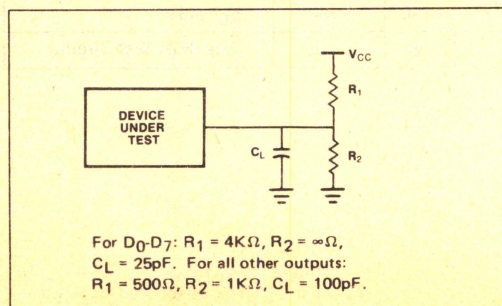 VCC
R1
DEVICE
UNDER
TEST
CL
R2
For D0-D7: R1 = 4KΩ, R2 = ∞Ω,
CL = 25pF. For all other outputs:
R1 = 500Ω, R2 = 1KΩ, CL = 100pF.